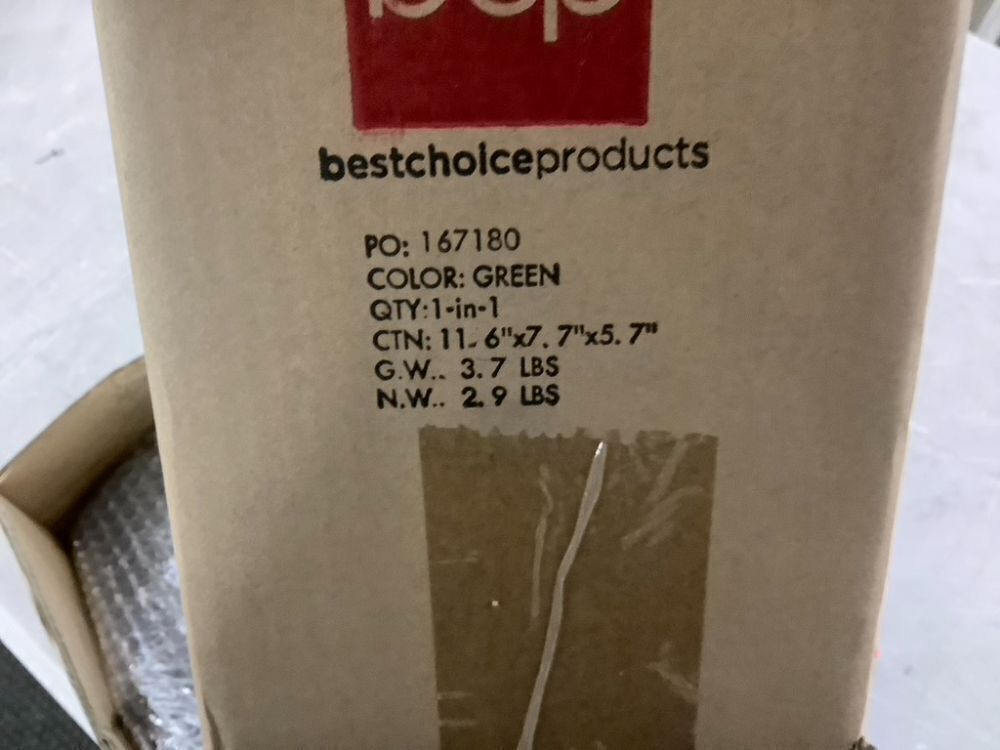 bcp
bestchoiceproducts
PO: 167180
COLOR: GREEN
QTY:1-in-1
CTN: 11. 6"x7. 7"x5. 7"
G.W.. 3.7 LBS
N.W.. 2.9 LBS